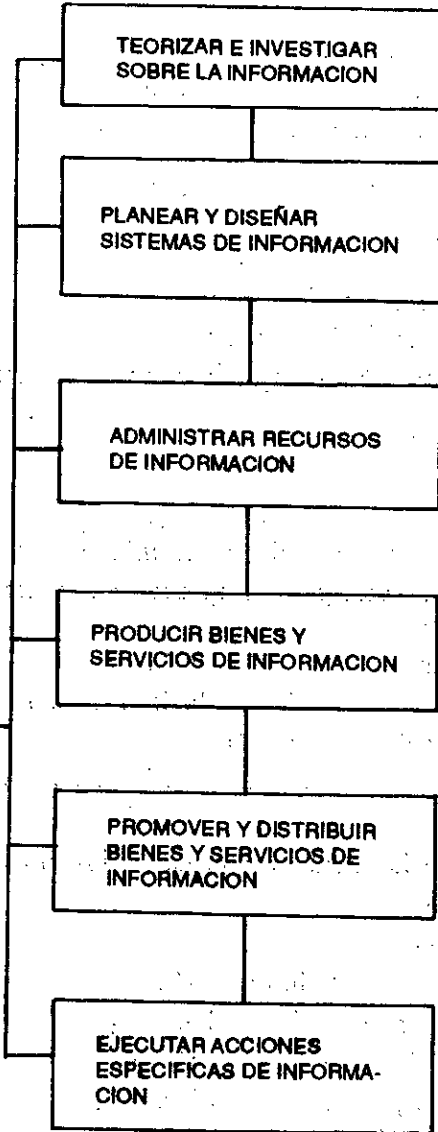 TEORIZAR E INVESTIGAR
SOBRE LA INFORMACION
PLANEAR Y DISEÑAR
SISTEMAS DE INFORMACION
ADMINISTRAR RECURSOS
DE INFORMACION
PRODUCIR BIENES Y
SERVICIOS DE INFORMACION
PROMOVER Y DISTRIBUIR
BIENES Y SERVICIOS DE
INFORMACION
EJECUTAR ACCIONES
ESPECIFICAS DE INFORMA-
CION